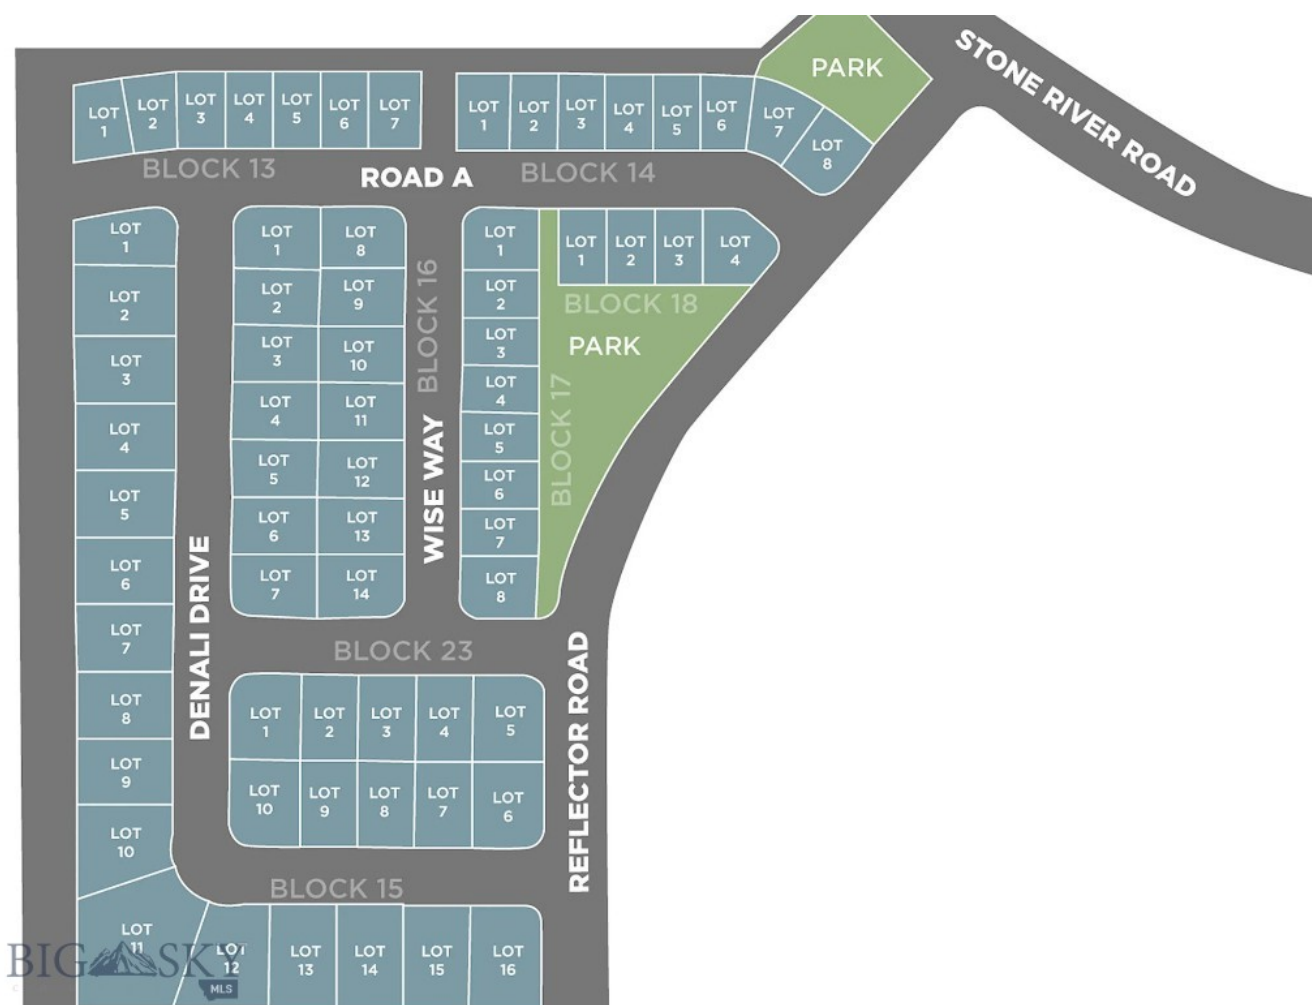 PARK
STONE RIVER ROAD
LOT 1
LOT 2
LOT 3
LOT 4
LOT 5
LOT 6
LOT 7
BLOCK 13
LOT 1
LOT 2
LOT 3
LOT 4
LOT 5
LOT 6
LOT 7
LOT 8
BLOCK 14
ROAD A
LOT 1
LOT 2
LOT 3
LOT 4
LOT 5
LOT 6
LOT 7
LOT 8
LOT 9
LOT 10
LOT 11
LOT 12
LOT 13
LOT 14
LOT 15
LOT 16
BLOCK 15
DENALI DRIVE
LOT 1
LOT 2
LOT 3
LOT 4
LOT 5
LOT 6
LOT 7
LOT 8
LOT 9
LOT 10
LOT 11
LOT 12
LOT 13
LOT 14
BLOCK 16
WISE WAY
LOT 1
LOT 2
LOT 3
LOT 4
LOT 5
LOT 6
LOT 7
LOT 8
BLOCK 17
LOT 1
LOT 2
LOT 3
LOT 4
BLOCK 18
PARK
BLOCK 23
LOT 1
LOT 2
LOT 3
LOT 4
LOT 5
LOT 10
LOT 9
LOT 8
LOT 7
LOT 6
REFLECTOR ROAD
BIG SKY
MLS